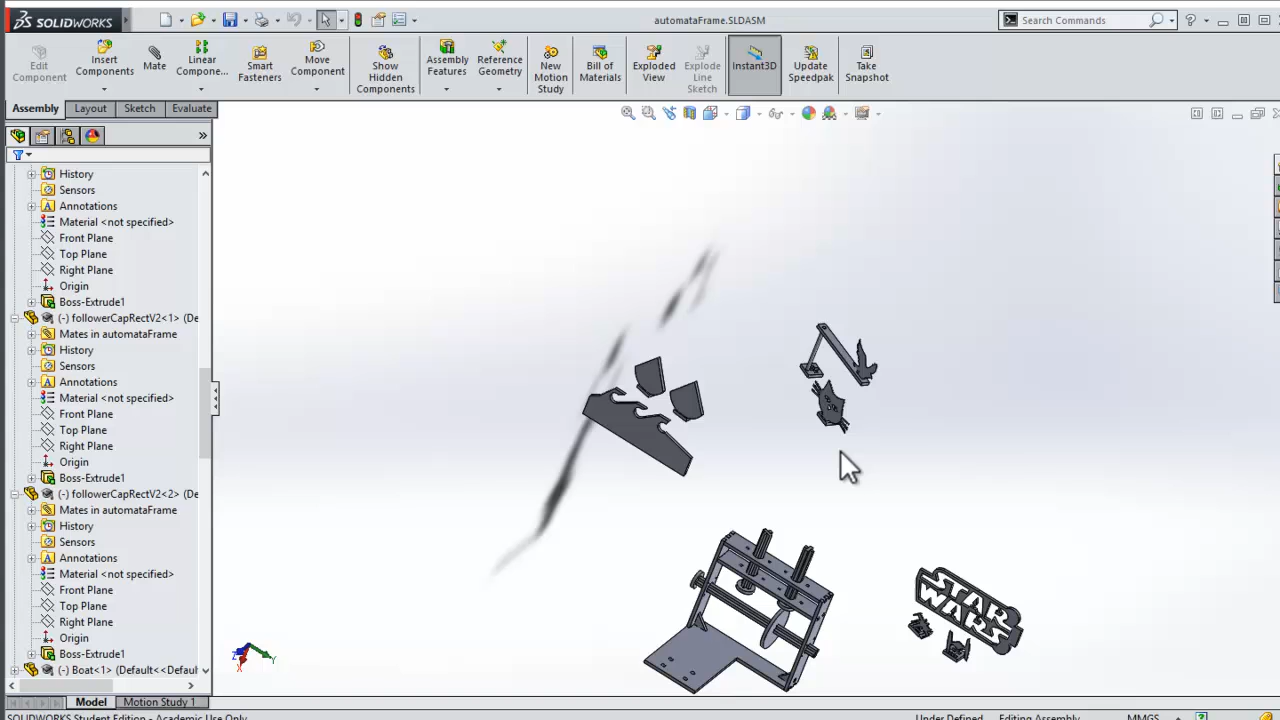 SOLIDWORKS
automataFrame.SLDASM
Search Commands
Edit Component
Insert Components
Mate
Linear Compone...
Smart Fasteners
Move Component
Show Hidden Components
Assembly Features
Reference Geometry
New Motion Study
Bill of Materials
Exploded View
Explode Line Sketch
Instant3D
Update Speedpak
Take Snapshot
Assembly Layout Sketch Evaluate
History
Sensors
Annotations
Material <not specified>
Front Plane
Top Plane
Right Plane
Origin
Boss-Extrude1
(-) followerCapRectV2<1> (De
Mates in automataFrame
History
Sensors
Annotations
Material <not specified>
Front Plane
Top Plane
Right Plane
Origin
Boss-Extrude1
(-) followerCapRectV2<2> (De
Mates in automataFrame
History
Sensors
Annotations
Material <not specified>
Front Plane
Top Plane
Right Plane
Origin
Boss-Extrude1
(-) Boat<1> (Default<<Defaul
STAR
WARS
Y
Z
X
Model Motion Study 1
SOLIDWORKS Student Edition - Academic Use Only
Under Defined Editing Assembly MMGS